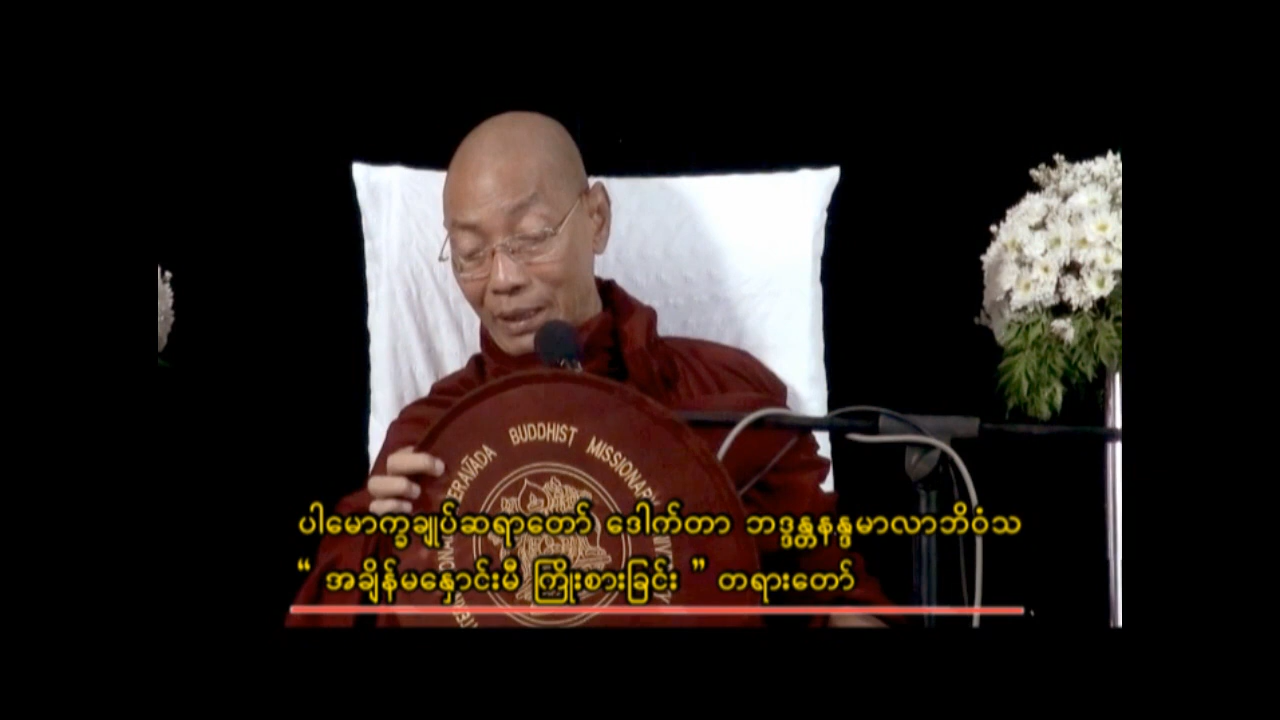 ERAVĀDA BUDDHIST MISSIONARY
ပါမောက္ခချုပ်ဆရာတော် ဒေါက်တာ ဘဒ္ဒန္တနန္ဒမာလာဘိဝံသ
“ အချိန်မနှောင်းမီ ကြိုးစားခြင်း ” တရားတော်